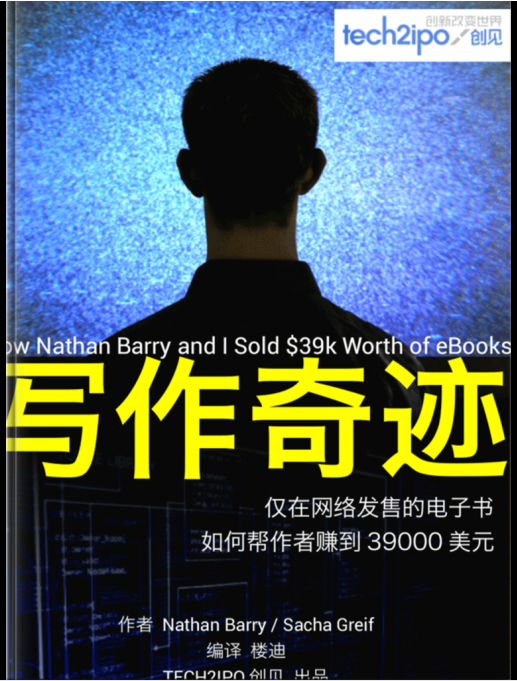 创新改变世界
tech2ipo 创见
ow Nathan Barry and I Sold $39k Worth of eBooks
写作奇迹
仅在网络发售的电子书
如何帮作者赚到 39000 美元
作者 Nathan Barry / Sacha Greif
编译 楼迪
TECH2IPO 创见 出品